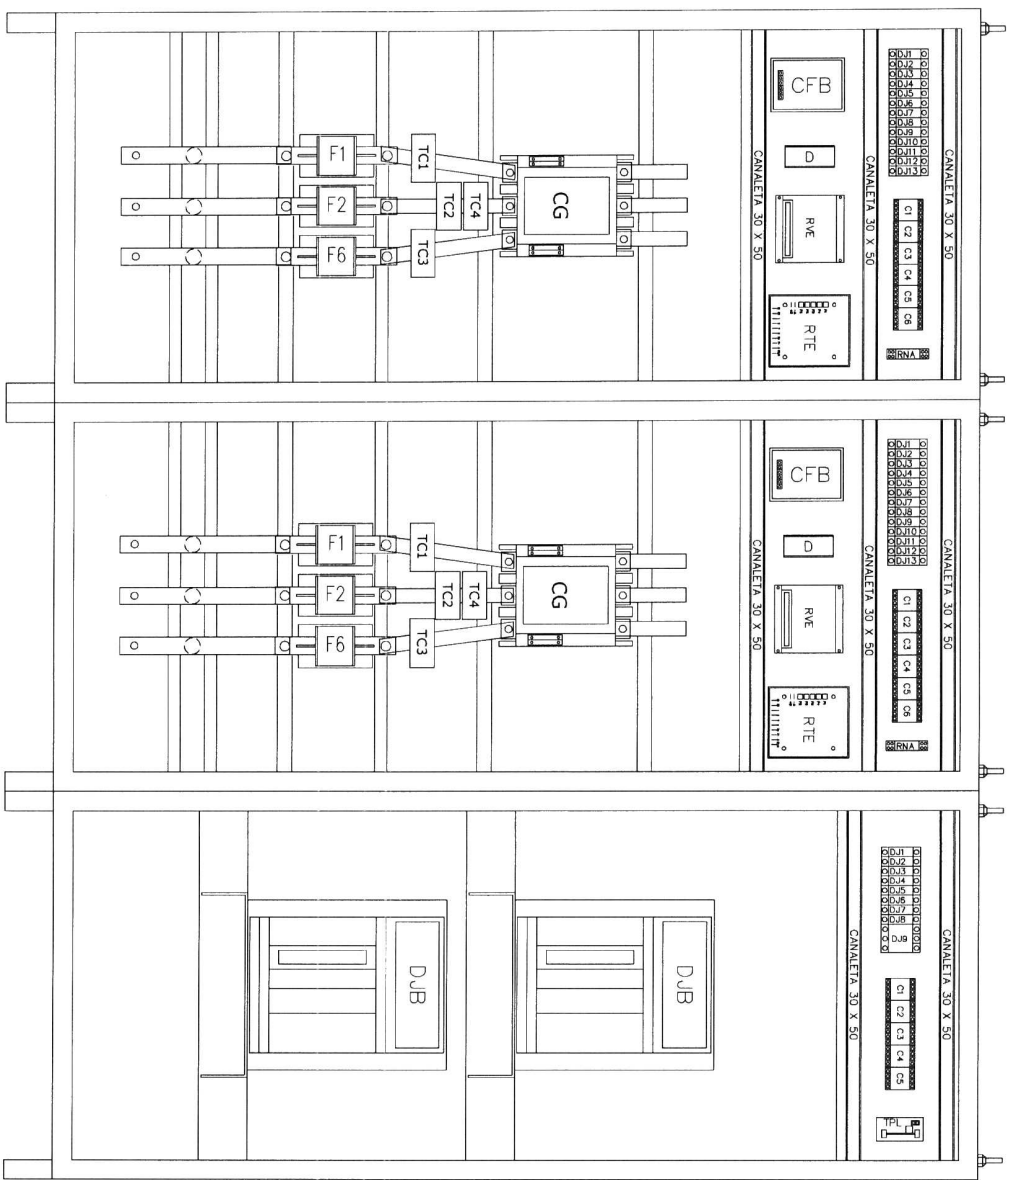 CFB
D
RVE
RTE
CANALETA 30 X 50
CANALETA 30 X 50
CANALETA 30 X 50
DJ1
DJ2
DJ3
DJ4
DJ5
DJ6
DJ7
DJ8
DJ9
DJ10
DJ11
DJ12
DJ13
C1
C2
C3
C4
C5
C6
RNA
F1
F2
F6
TC1
TC2
TC4
TC3
CG
CFB
D
RVE
RTE
CANALETA 30 X 50
CANALETA 30 X 50
CANALETA 30 X 50
DJ1
DJ2
DJ3
DJ4
DJ5
DJ6
DJ7
DJ8
DJ9
DJ10
DJ11
DJ12
DJ13
C1
C2
C3
C4
C5
C6
RNA
F1
F2
F6
TC1
TC2
TC4
TC3
CG
DJB
DJB
CANALETA 30 X 50
CANALETA 30 X 50
DJ1
DJ2
DJ3
DJ4
DJ5
DJ6
DJ7
DJ8
DJ9
C1
C2
C3
C4
C5
TPL